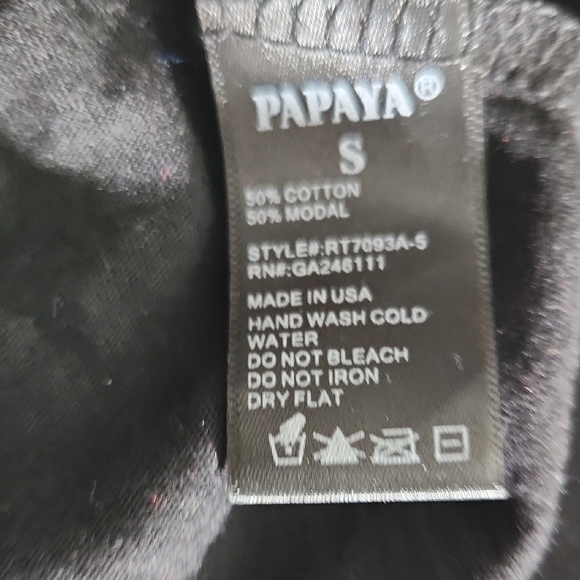 PAPAYA®
S
50% COTTON
50% MODAL
STYLE#:RT7093A-5
RN#:GA246111
MADE IN USA
HAND WASH COLD
WATER
DO NOT BLEACH
DO NOT IRON
DRY FLAT